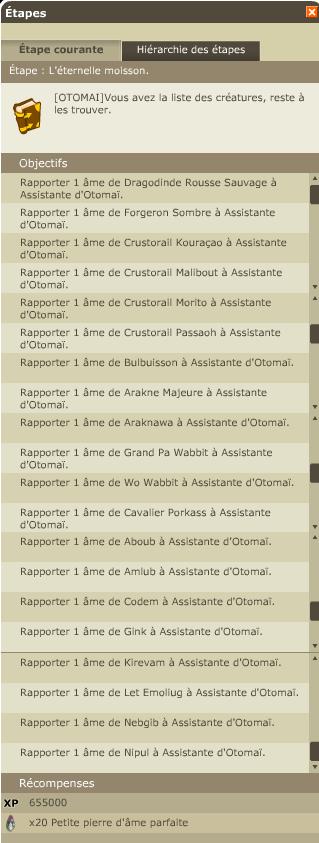 Étapes
Étape courante
Hiérarchie des étapes
Étape : L'éternelle moisson.
[OTOMAI]Vous avez la liste des créatures, reste à
les trouver.
Objectifs
Rapporter 1 âme de Dragodinde Rousse Sauvage à
Assistante d'Otomaï.
Rapporter 1 âme de Forgeron Sombre à Assistante
d'Otomaï.
Rapporter 1 âme de Crustorail Kouraçao à Assistante
d'Otomaï.
Rapporter 1 âme de Crustorail Malibout à Assistante
d'Otomaï.
Rapporter 1 âme de Crustorail Morito à Assistante
d'Otomaï.
Rapporter 1 âme de Crustorail Passaoh à Assistante
d'Otomaï.
Rapporter 1 âme de Bulbuisson à Assistante d'Otomaï.
Rapporter 1 âme de Arakne Majeure à Assistante
d'Otomaï.
Rapporter 1 âme de Araknawa à Assistante d'Otomaï.
Rapporter 1 âme de Grand Pa Wabbit à Assistante
d'Otomaï.
Rapporter 1 âme de Wo Wabbit à Assistante d'Otomaï.
Rapporter 1 âme de Cavalier Porkass à Assistante
d'Otomaï.
Rapporter 1 âme de Aboub à Assistante d'Otomaï.
Rapporter 1 âme de Amlub à Assistante d'Otomaï.
Rapporter 1 âme de Codem à Assistante d'Otomaï.
Rapporter 1 âme de Gink à Assistante d'Otomaï.
Rapporter 1 âme de Kirevam à Assistante d'Otomaï.
Rapporter 1 âme de Let Emoliug à Assistante d'Otomaï.
Rapporter 1 âme de Nebgib à Assistante d'Otomaï.
Rapporter 1 âme de Nipul à Assistante d'Otomaï.
Récompenses
XP 655000
x20 Petite pierre d'âme parfaite